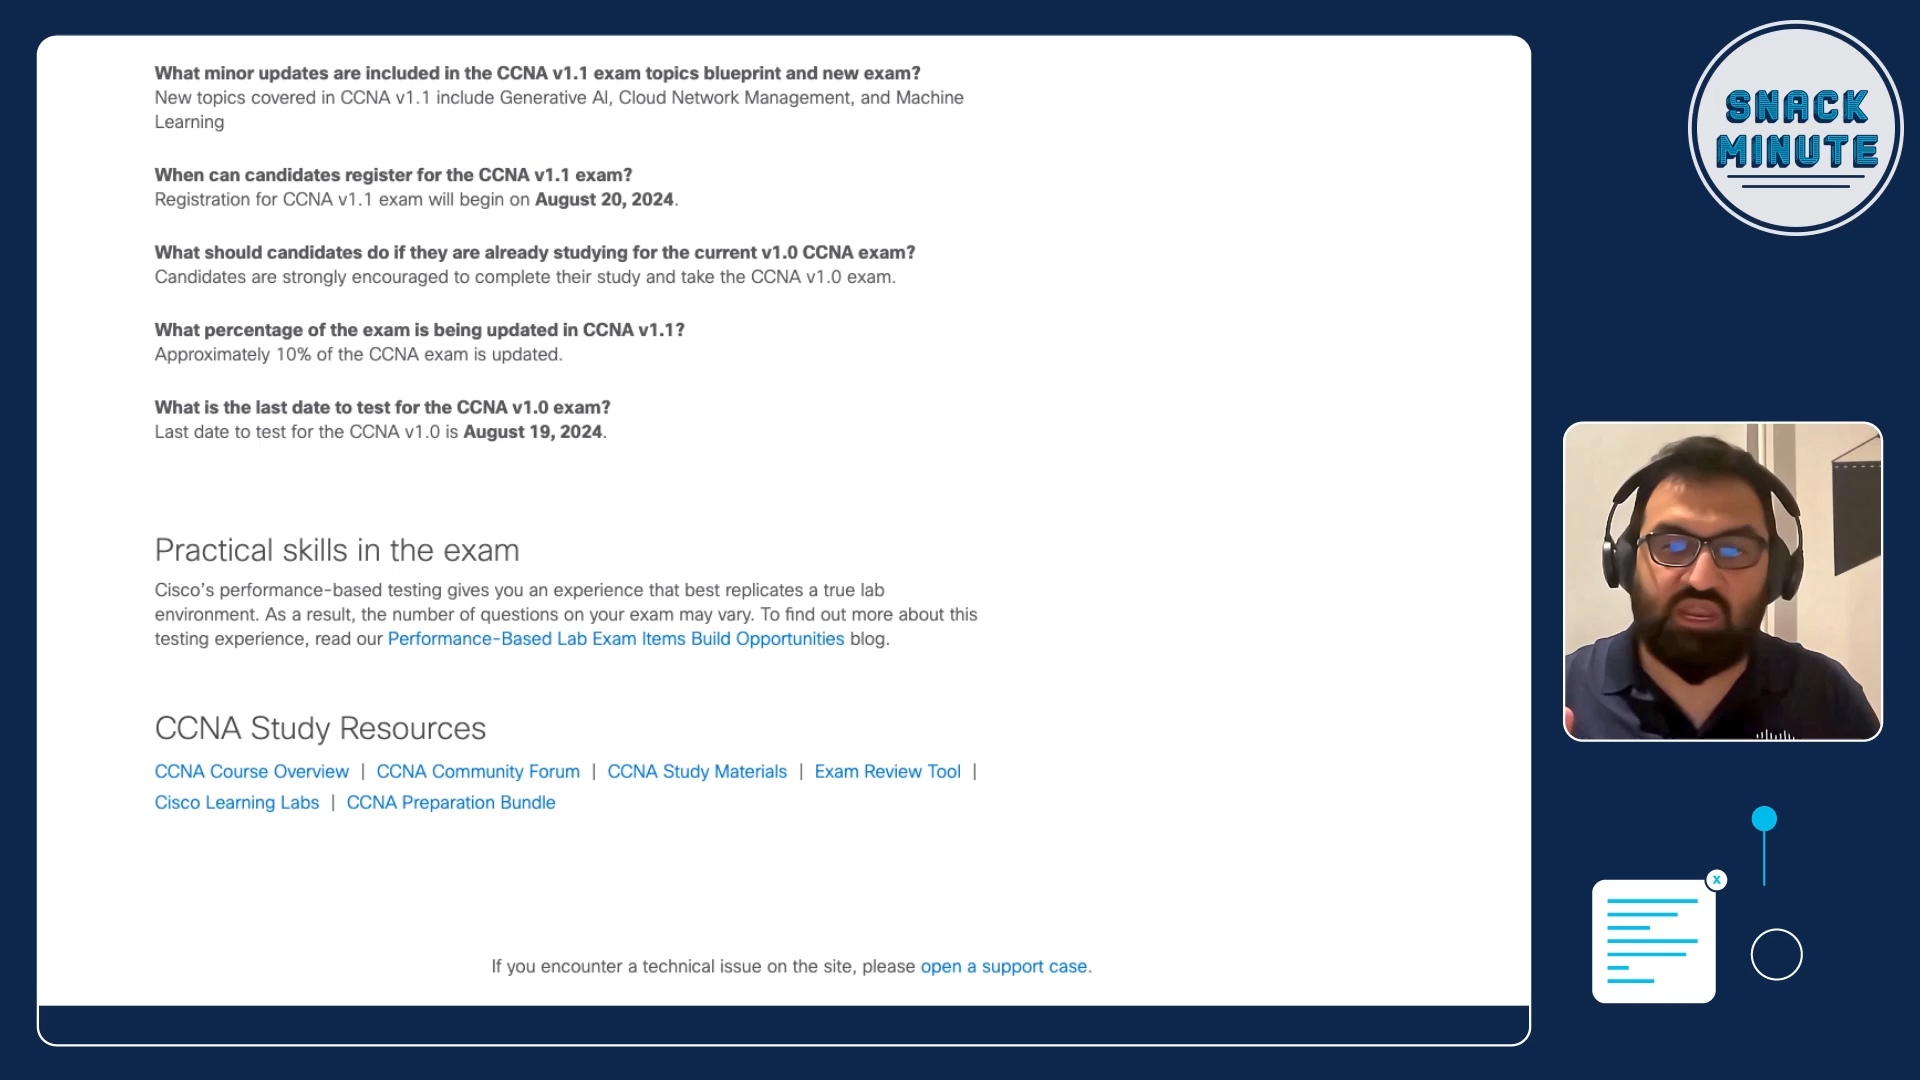 What minor updates are included in the CCNA v1.1 exam topics blueprint and new exam?
New topics covered in CCNA v1.1 include Generative AI, Cloud Network Management, and Machine
Learning
When can candidates register for the CCNA v1.1 exam?
Registration for CCNA v1.1 exam will begin on August 20, 2024.
What should candidates do if they are already studying for the current v1.0 CCNA exam?
Candidates are strongly encouraged to complete their study and take the CCNA v1.0 exam.
What percentage of the exam is being updated in CCNA v1.1?
Approximately 10% of the CCNA exam is updated.
What is the last date to test for the CCNA v1.0 exam?
Last date to test for the CCNA v1.0 is August 19, 2024.
Practical skills in the exam
Cisco’s performance-based testing gives you an experience that best replicates a true lab
environment. As a result, the number of questions on your exam may vary. To find out more about this
testing experience, read our Performance-Based Lab Exam Items Build Opportunities blog.
CCNA Study Resources
CCNA Course Overview | CCNA Community Forum | CCNA Study Materials | Exam Review Tool |
Cisco Learning Labs | CCNA Preparation Bundle
If you encounter a technical issue on the site, please open a support case.
SNACK
MINUTE
x